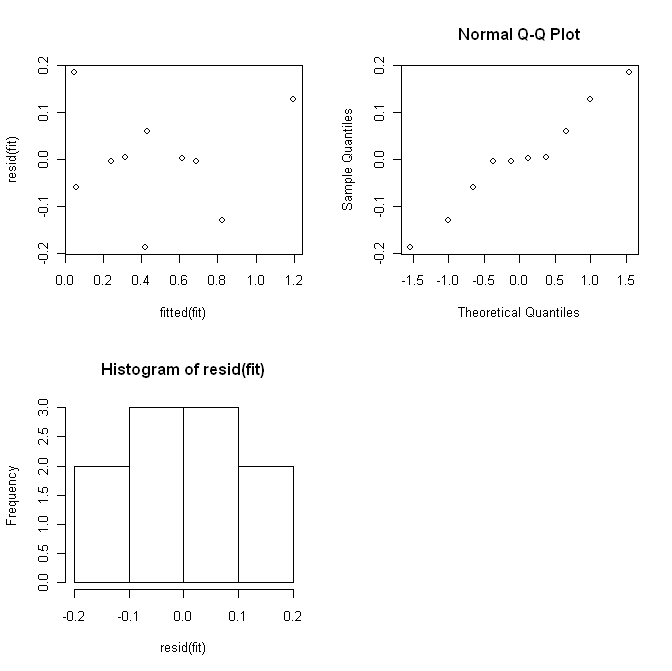 resid(fit)
0.2
0.1
0.0
-0.1
-0.2
0.0 0.2 0.4 0.6 0.8 1.0 1.2
fitted(fit)
Normal Q-Q Plot
Sample Quantiles
0.2
0.1
0.0
-0.1
-0.2
-1.5 -1.0 -0.5 0.0 0.5 1.0 1.5
Theoretical Quantiles
Histogram of resid(fit)
Frequency
3.0
2.5
2.0
1.5
1.0
0.5
0.0
-0.2 -0.1 0.0 0.1 0.2
resid(fit)